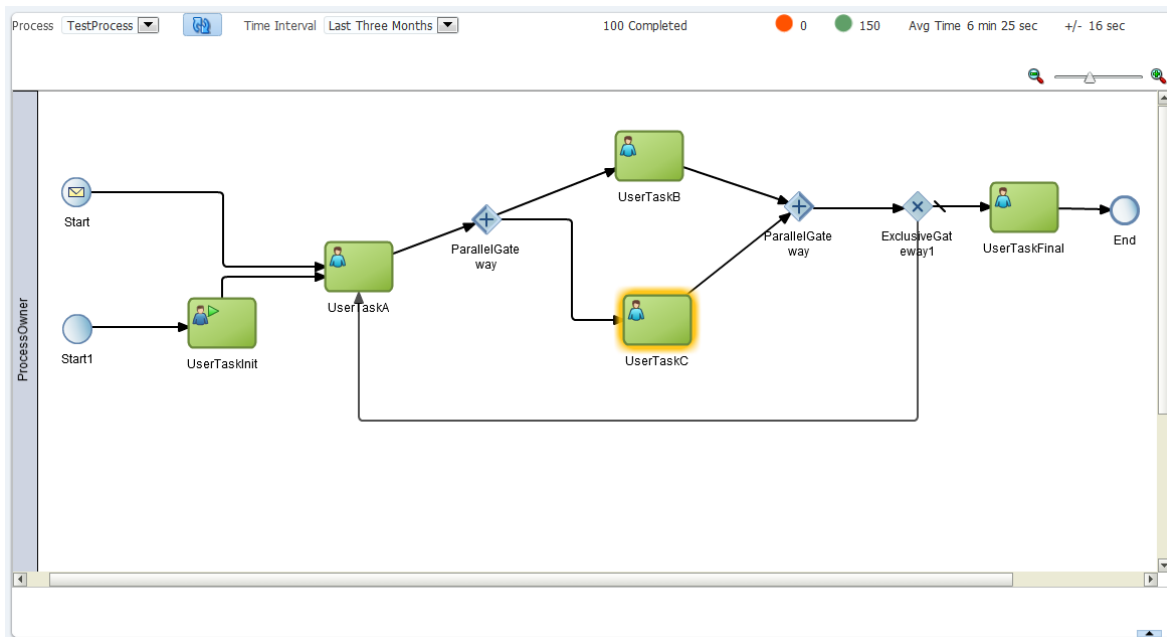 Process TestProcess Time Interval Last Three Months 100 Completed 0 150 Avg Time 6 min 25 sec +/- 16 sec
ProcessOwner
Start
Start1
UserTaskInit
UserTaskA
ParallelGate
way
UserTaskB
UserTaskC
ParallelGate
way
ExclusiveGat
eway1
UserTaskFinal
End